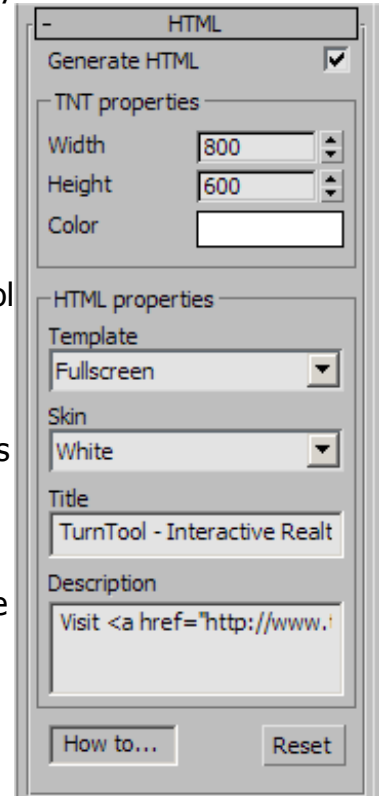 - HTML
Generate HTML
TNT properties
Width 800
Height 600
Color
HTML properties
Template
Fullscreen
Skin
White
Title
TurnTool - Interactive Realt
Description
Visit <a href="http://www.
How to... Reset